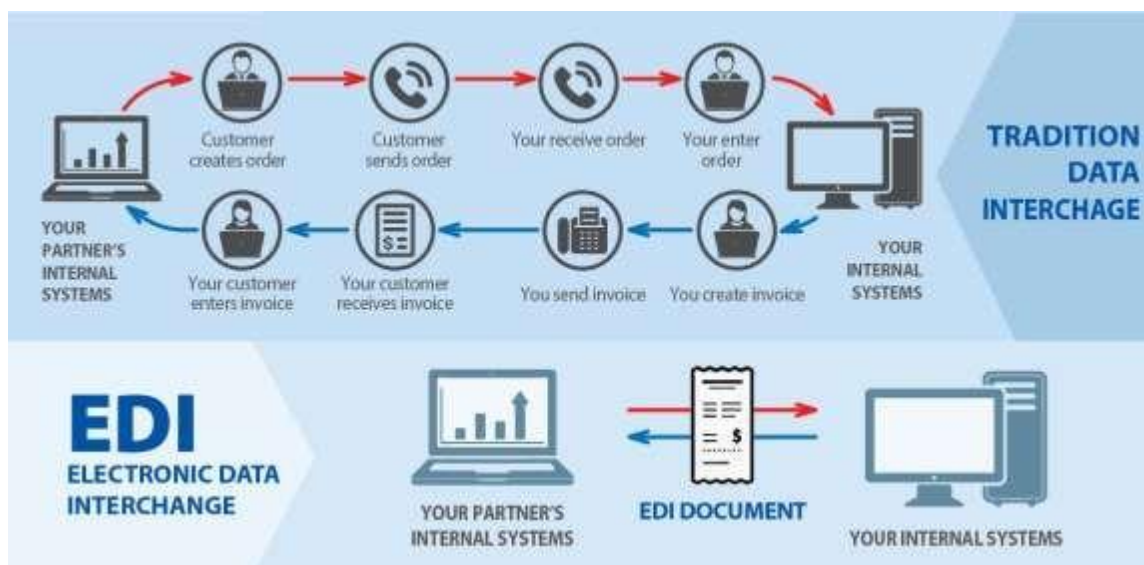 Customer
creates order
Customer
sends order
Your receive order
Your enter
order
TRADITION
DATA
INTERCHAGE
YOUR
PARTNER'S
INTERNAL
SYSTEMS
Your customer
enters invoice
$
Your customer
receives invoice
You send invoice
You create invoice
YOUR
INTERNAL
SYSTEMS
EDI
ELECTRONIC DATA
INTERCHANGE
YOUR PARTNER'S
INTERNAL SYSTEMS
$
EDI DOCUMENT
YOUR INTERNAL SYSTEMS